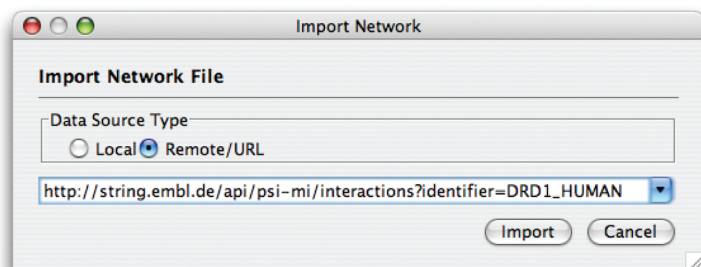 Import Network
Import Network File
Data Source Type
Local Remote/URL
http://string.embl.de/api/psi-mi/interactions?identifier=DRD1_HUMAN
Import Cancel